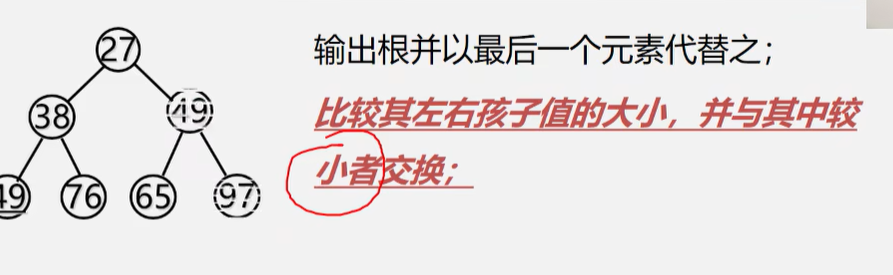 27
输出根并以最后一个元素代替之；
38 49
比较其左右孩子值的大小，并与其中较
小者交换；
49 76 65 97